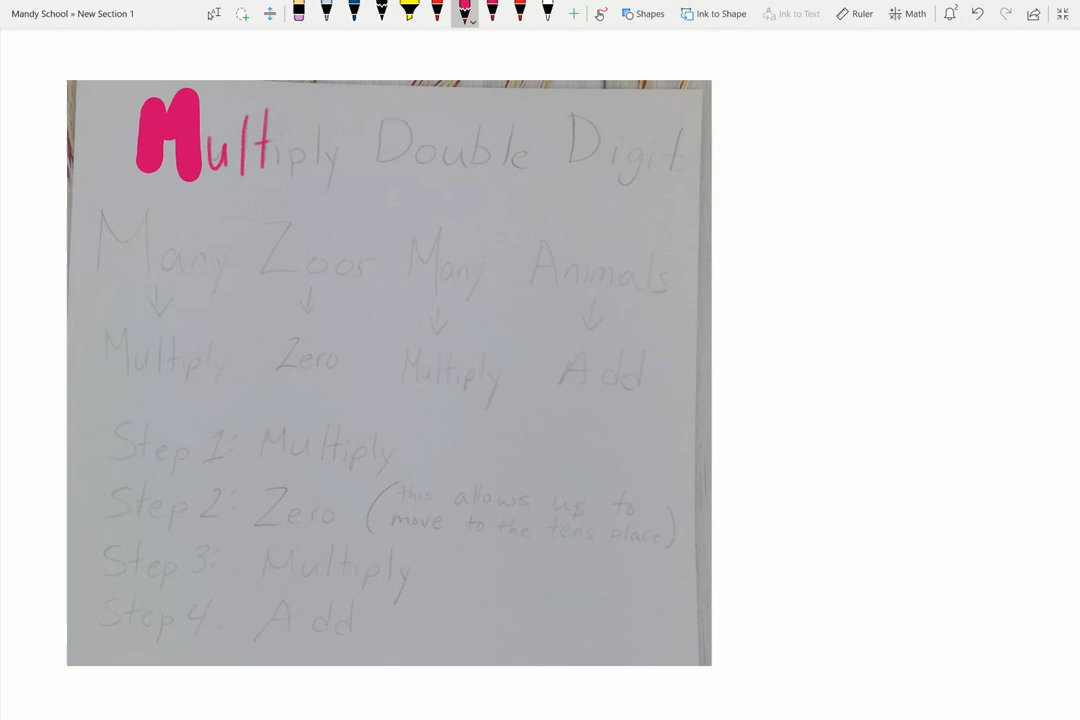 Mandy School » New Section 1
Shapes Ink to Shape Ink to Text Ruler Math
Multiply Double Digit
Many Zoos Many Animals
Multiply Zero Multiply Add
Step 1: Multiply
Step 2: Zero (this allows us to
move to the tens place)
Step 3: Multiply
Step 4: Add